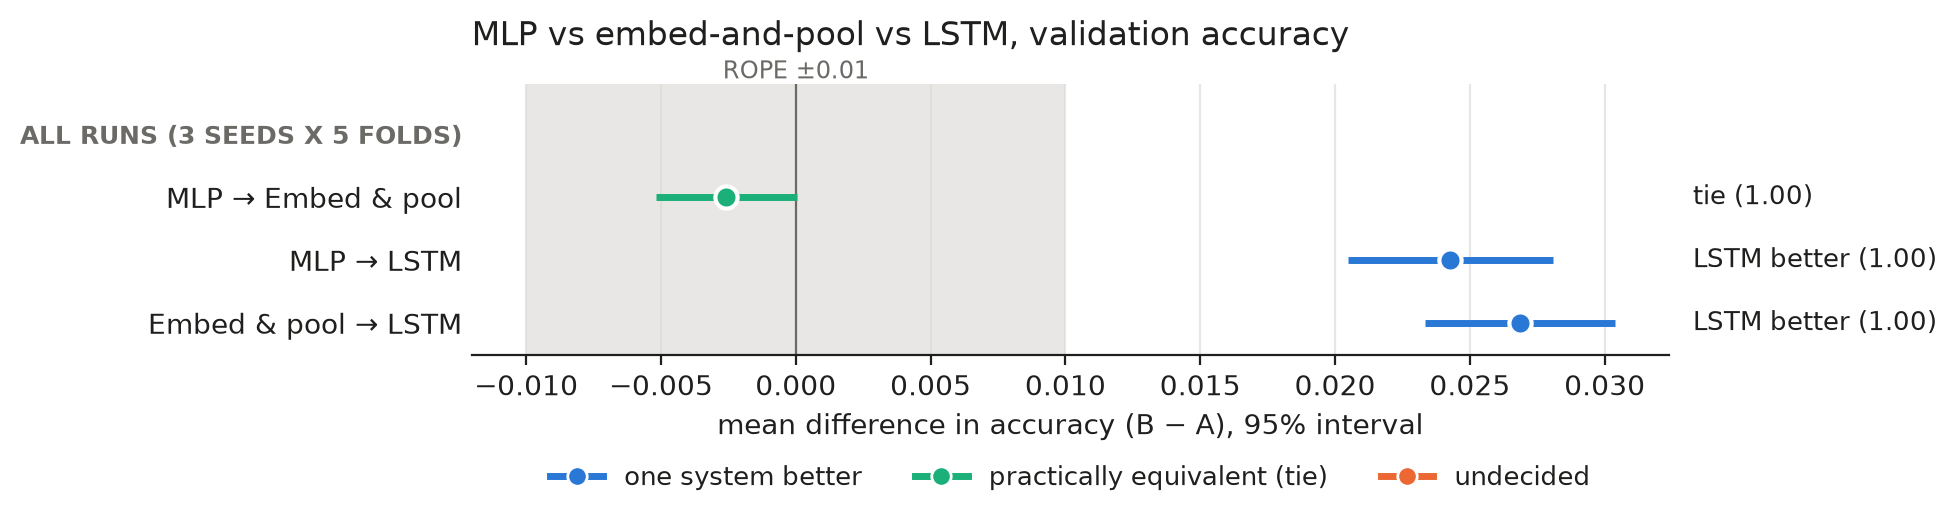 MLP vs embed-and-pool vs LSTM, validation accuracy
ROPE ±0.01
ALL RUNS (3 SEEDS X 5 FOLDS)
MLP → Embed & pool
tie (1.00)
MLP → LSTM
LSTM better (1.00)
Embed & pool → LSTM
LSTM better (1.00)
−0.010 −0.005 0.000 0.005 0.010 0.015 0.020 0.025 0.030
mean difference in accuracy (B − A), 95% interval
one system better practically equivalent (tie) undecided